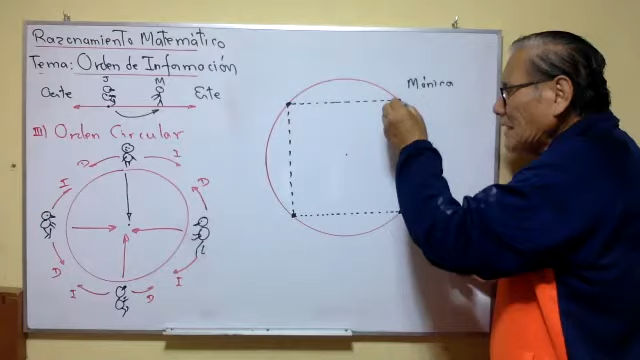 Razonamiento Matemático
Tema: Orden de Información
J M
Oeste Este
III) Orden Circular
D I
I D
D I
I D
Mónica